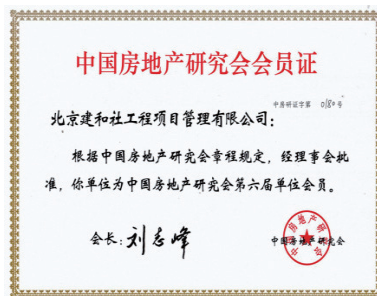 中国房地产研究会会员证
中房研证字第 0180 号
北京建和社工程项目管理有限公司：
根据中国房地产研究会章程规定，经理事会批
准，你单位为中国房地产研究会第六届单位会员。
会长：刘志峰
中国房地产研究会